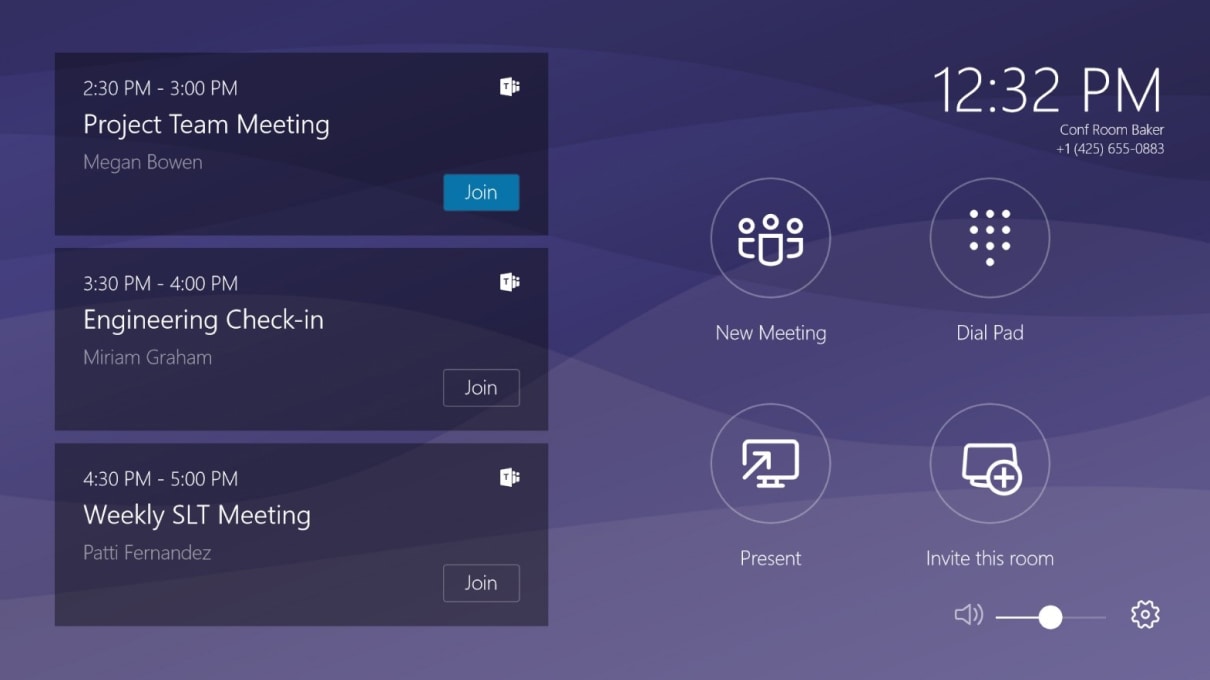 2:30 PM - 3:00 PM
Project Team Meeting
Megan Bowen
Join
3:30 PM - 4:00 PM
Engineering Check-in
Miriam Graham
Join
4:30 PM - 5:00 PM
Weekly SLT Meeting
Patti Fernandez
Join
12:32 PM
Conf Room Baker
+1 (425) 655-0883
New Meeting
Dial Pad
Present
Invite this room